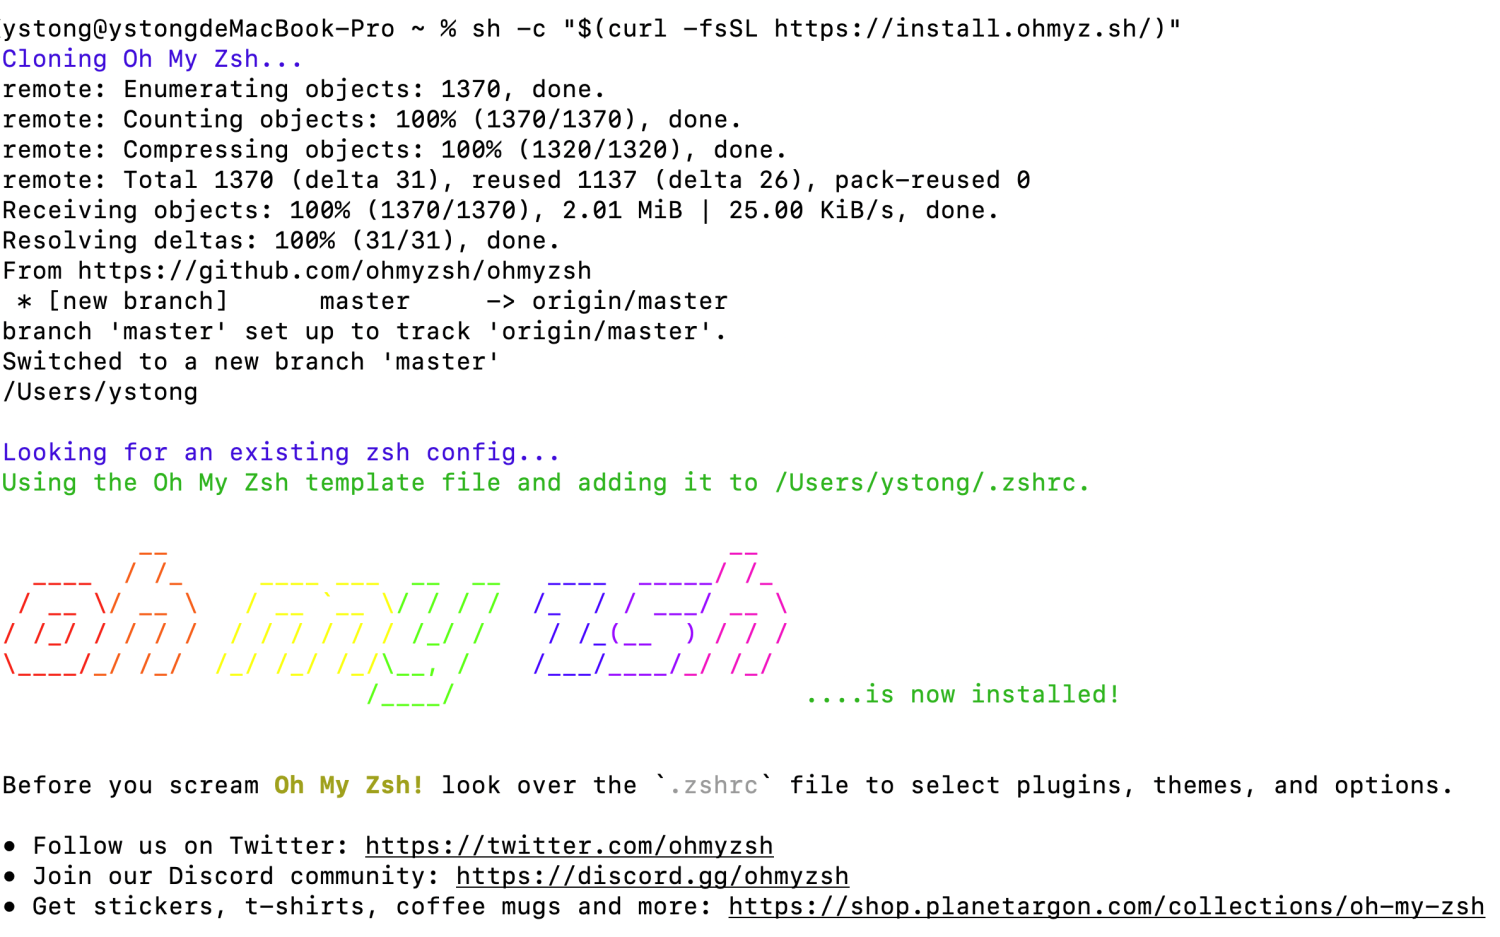 ystong@ystongdeMacBook-Pro ~ % sh -c "$(curl -fsSL https://install.ohmyz.sh/)"
Cloning Oh My Zsh...
remote: Enumerating objects: 1370, done.
remote: Counting objects: 100% (1370/1370), done.
remote: Compressing objects: 100% (1320/1320), done.
remote: Total 1370 (delta 31), reused 1137 (delta 26), pack-reused 0
Receiving objects: 100% (1370/1370), 2.01 MiB | 25.00 KiB/s, done.
Resolving deltas: 100% (31/31), done.
From https://github.com/ohmyzsh/ohmyzsh
 * [new branch]      master     -> origin/master
branch 'master' set up to track 'origin/master'.
Switched to a new branch 'master'
/Users/ystong
Looking for an existing zsh config...
Using the Oh My Zsh template file and adding it to /Users/ystong/.zshrc.
oh my zsh
....is now installed!
Before you scream Oh My Zsh! look over the `.zshrc` file to select plugins, themes, and options.
• Follow us on Twitter: https://twitter.com/ohmyzsh
• Join our Discord community: https://discord.gg/ohmyzsh
• Get stickers, t-shirts, coffee mugs and more: https://shop.planetargon.com/collections/oh-my-zsh